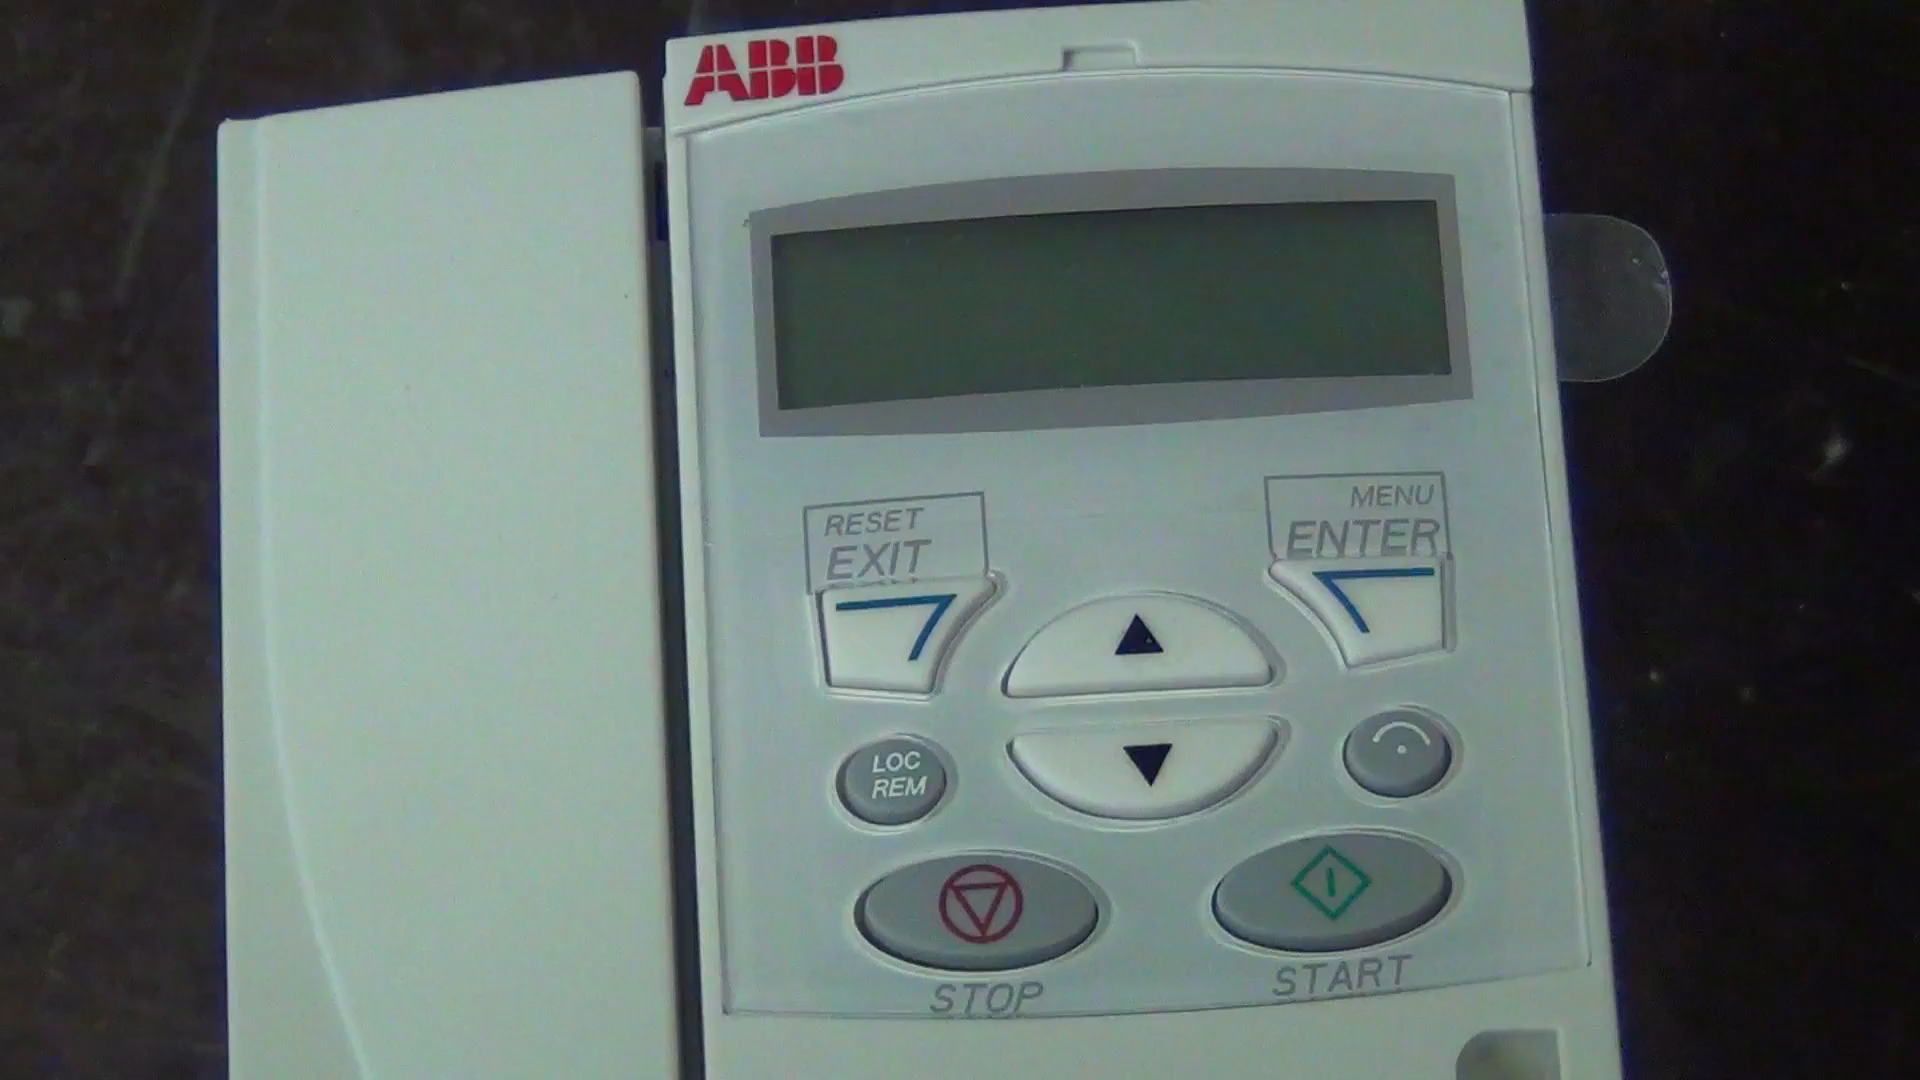 ABB
RESET
EXIT
MENU
ENTER
LOC
REM
STOP
START